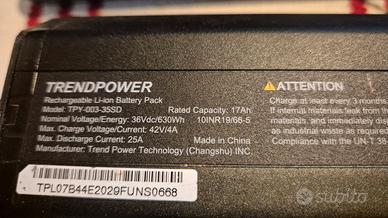 TRENDPOWER
Rechargeable Li-ion Battery Pack
Model: TPY-003-35SD Rated Capacity: 17Ah
Nominal Voltage/Energy: 36Vdc/630Wh 10INR19/66-5
Max. Charge Voltage/Current: 42V/4A
Max. Discharge Current: 25A Made in China
Manufacturer: Trend Power Technology (Changshu) INC.
TPL07B44E2029FUNS0668
ATTENTION
Charge at least every 3 months
If internal materials leak from
materials, and immediately
as industrial waste as required
Compliance with the UN-T 38
subito